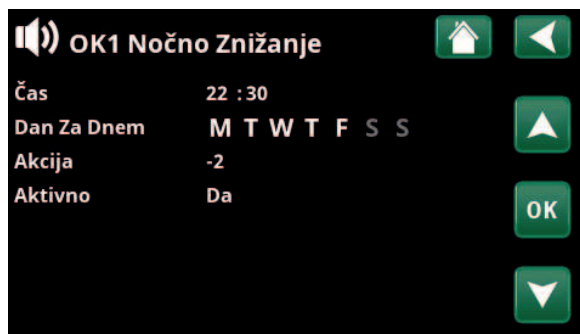 OK1 Nočno Znižanje
Čas 22 :30
Dan Za Dnem M T W T F S S
Akcija -2
Aktivno Da
OK